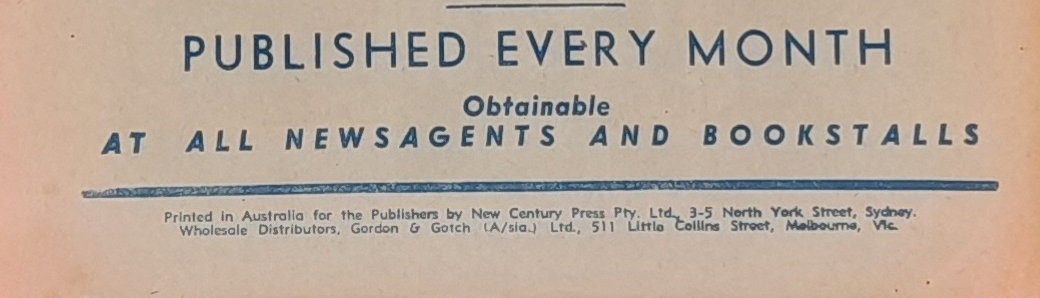 PUBLISHED EVERY MONTH
Obtainable
AT ALL NEWSAGENTS AND BOOKSTALLS
Printed in Australia for the Publishers by New Century Press Pty. Ltd., 3-5 North York Street, Sydney.
Wholesale Distributors, Gordon & Gotch (A/sia.) Ltd., 511 Little Collins Street, Melbourne, Vic.